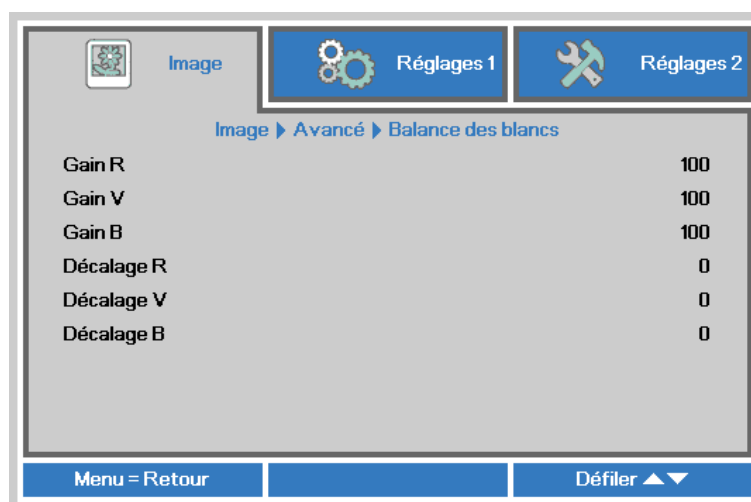 Image
Réglages 1
Réglages 2
Image ▶ Avancé ▶ Balance des blancs
Gain R 100
Gain V 100
Gain B 100
Décalage R 0
Décalage V 0
Décalage B 0
Menu = Retour
Défiler ▲▼